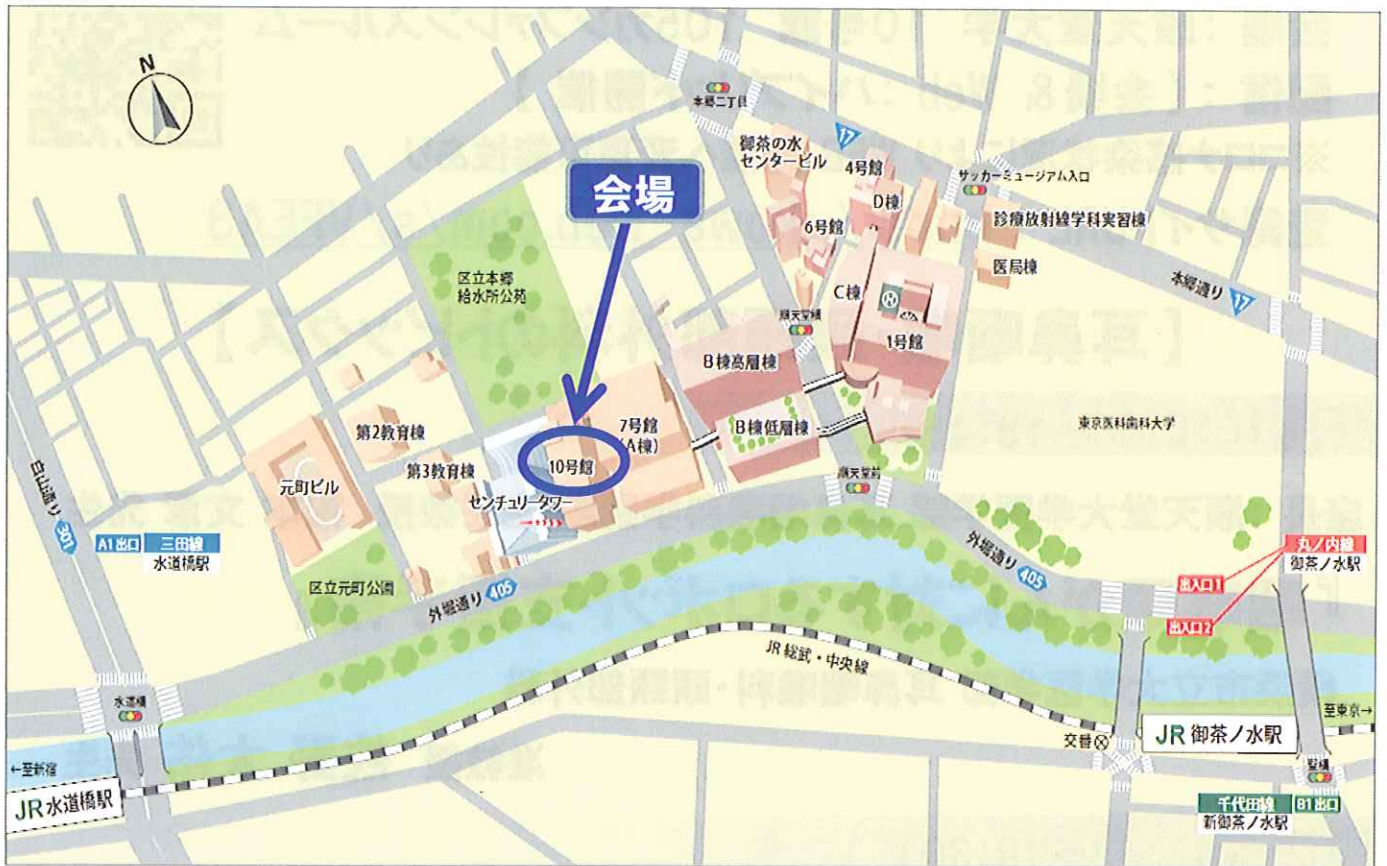 N
本郷二丁目
17
御茶の水
センタービル
4号館
D棟
6号館
サッカーミュージアム入口
診療放射線学科実習棟
医局棟
本郷通り 17
会場
区立本郷
給水所公苑
C棟
H
順天堂横
1号館
B棟高層棟
B棟低層棟
7号館
(A棟)
10号館
第2教育棟
第3教育棟
センチュリータワー
元町ビル
東京医科歯科大学
順天堂前
白山通り 301
A1出口 三田線
水道橋駅
区立元町公園
外堀通り 405
外堀通り 405
丸ノ内線
御茶ノ水駅
出入口1
出入口2
JR総武・中央線
水道橋
←至新宿
JR水道橋駅
交番
JR 御茶ノ水駅
至東京→
聖橋
千代田線 B1出口
新御茶ノ水駅